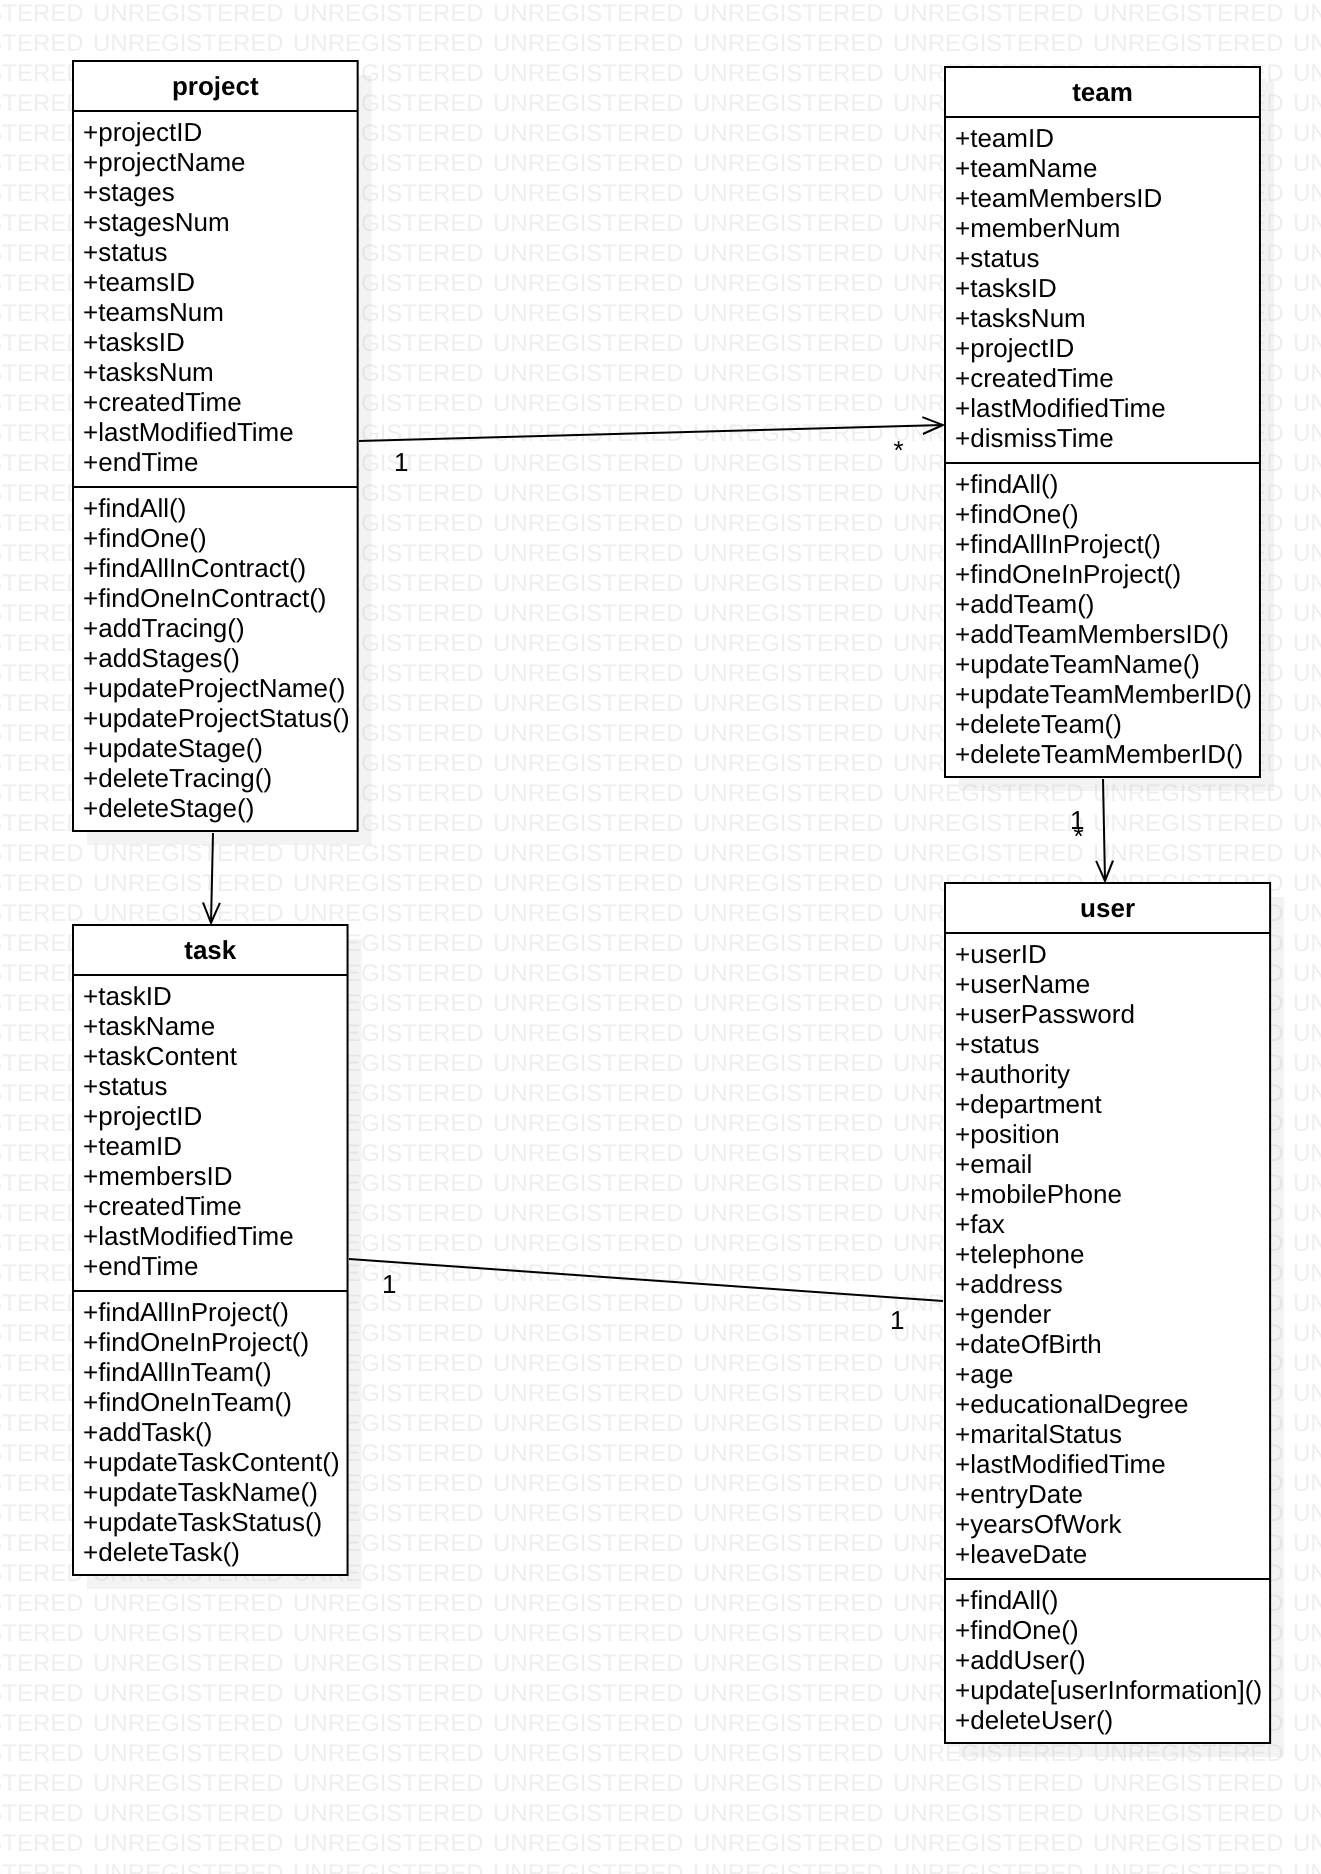 project
+projectID
+projectName
+stages
+stagesNum
+status
+teamsID
+teamsNum
+tasksID
+tasksNum
+createdTime
+lastModifiedTime
+endTime
+findAll()
+findOne()
+findAllInContract()
+findOneInContract()
+addTracing()
+addStages()
+updateProjectName()
+updateProjectStatus()
+updateStage()
+deleteTracing()
+deleteStage()
1
*
team
+teamID
+teamName
+teamMembersID
+memberNum
+status
+tasksID
+tasksNum
+projectID
+createdTime
+lastModifiedTime
+dismissTime
+findAll()
+findOne()
+findAllInProject()
+findOneInProject()
+addTeam()
+addTeamMembersID()
+updateTeamName()
+updateTeamMemberID()
+deleteTeam()
+deleteTeamMemberID()
1
*
task
+taskID
+taskName
+taskContent
+status
+projectID
+teamID
+membersID
+createdTime
+lastModifiedTime
+endTime
+findAllInProject()
+findOneInProject()
+findAllInTeam()
+findOneInTeam()
+addTask()
+updateTaskContent()
+updateTaskName()
+updateTaskStatus()
+deleteTask()
1
1
user
+userID
+userName
+userPassword
+status
+authority
+department
+position
+email
+mobilePhone
+fax
+telephone
+address
+gender
+dateOfBirth
+age
+educationalDegree
+maritalStatus
+lastModifiedTime
+entryDate
+yearsOfWork
+leaveDate
+findAll()
+findOne()
+addUser()
+update[userInformation]()
+deleteUser()
UNREGISTERED